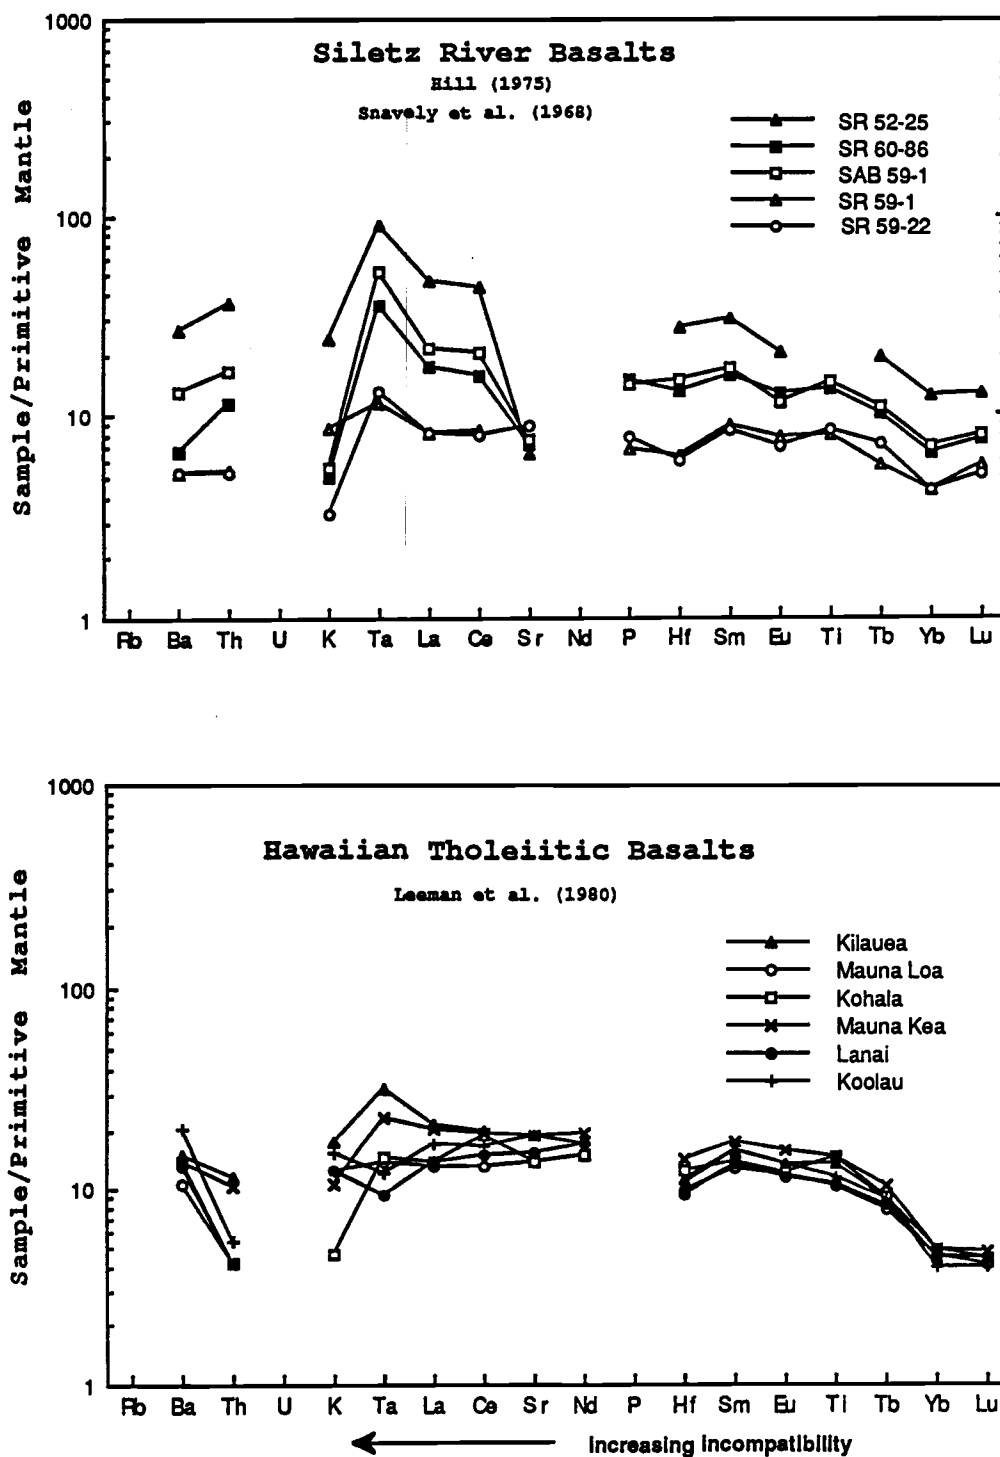 1000
Siletz River Basalts
Hill (1975)
Snavely et al. (1968)
SR 52-25
SR 60-86
SAB 59-1
SR 59-1
SR 59-22
100
10
1
Sample/Primitive Mantle
Rb Ba Th U K Ta La Ce Sr Nd P Hf Sm Eu Ti Tb Yb Lu
1000
Hawaiian Tholeiitic Basalts
Leeman et al. (1980)
Kilauea
Mauna Loa
Kohala
Mauna Kea
Lanai
Koolau
100
10
1
Sample/Primitive Mantle
Rb Ba Th U K Ta La Ce Sr Nd P Hf Sm Eu Ti Tb Yb Lu
Increasing Incompatibility